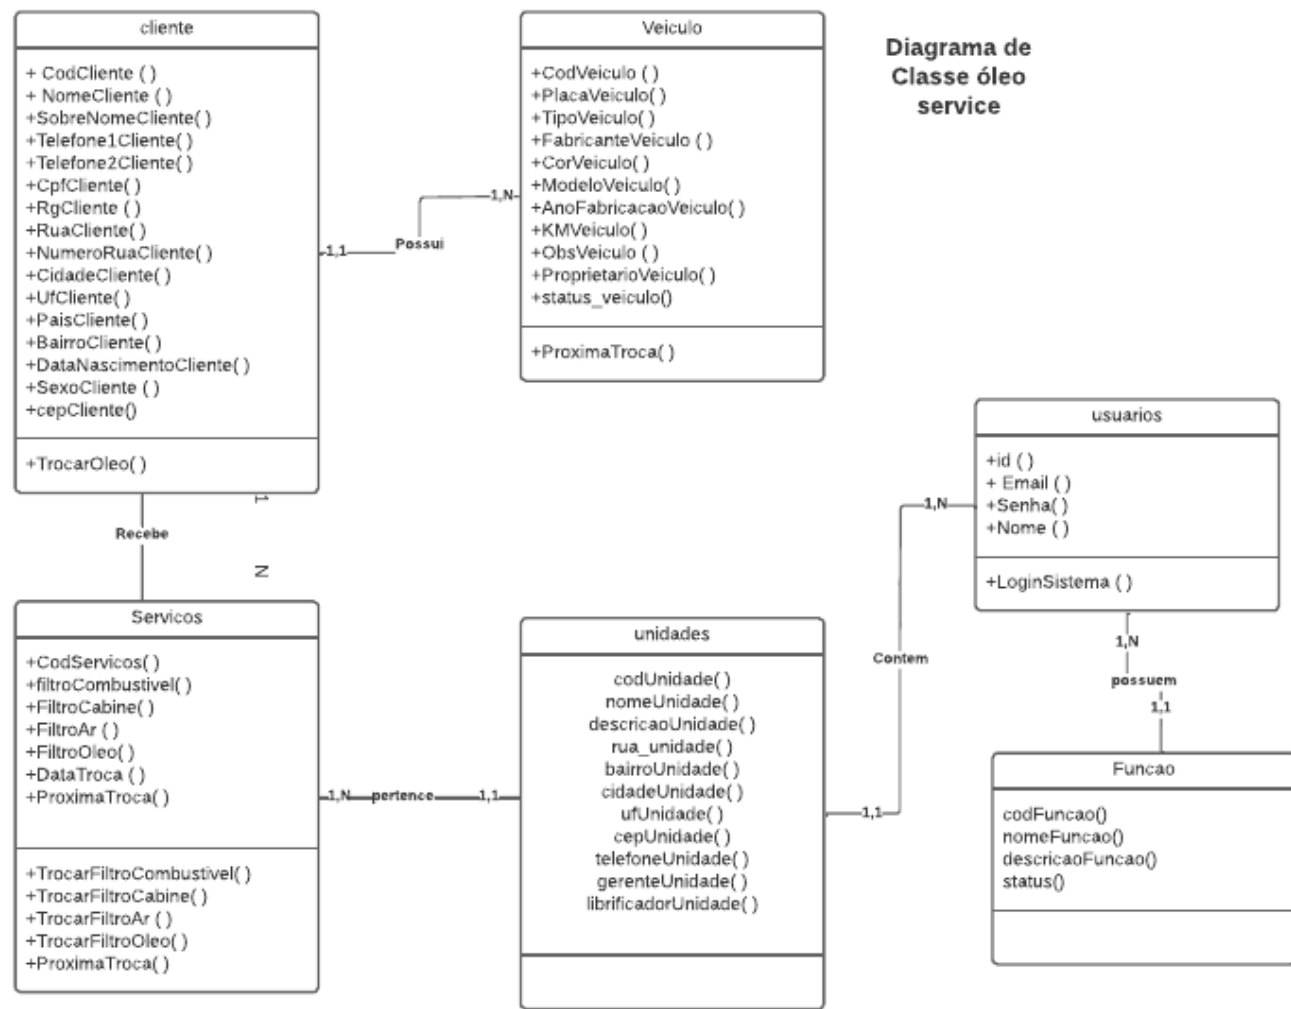 cliente
+ CodCliente ( )
+ NomeCliente ( )
+SobreNomeCliente( )
+Telefone1Cliente( )
+Telefone2Cliente( )
+CpfCliente( )
+RgCliente ( )
+RuaCliente( )
+NumeroRuaCliente( )
+CidadeCliente( )
+UfCliente( )
+PaisCliente( )
+BairroCliente( )
+DataNascimentoCliente( )
+SexoCliente ( )
+cepCliente()
+TrocarOleo( )
Veiculo
+CodVeiculo ( )
+PlacaVeiculo( )
+TipoVeiculo( )
+FabricanteVeiculo ( )
+CorVeiculo( )
+ModeloVeiculo( )
+AnoFabricacaoVeiculo( )
+KMVeiculo( )
+ObsVeiculo ( )
+ProprietarioVeiculo( )
+status_veiculo()
+ProximaTroca( )
Diagrama de
Classe óleo
service
1,1
Possui
1,N
1
Recebe
N
Servicos
+CodServicos( )
+filtroCombustivel( )
+FiltroCabine( )
+FiltroAr ( )
+FiltroOleo( )
+DataTroca ( )
+ProximaTroca( )
+TrocarFiltroCombustivel( )
+TrocarFiltroCabine( )
+TrocarFiltroAr ( )
+TrocarFiltroOleo( )
+ProximaTroca( )
1,N
pertence
1,1
unidades
codUnidade( )
nomeUnidade( )
descricaoUnidade( )
rua_unidade( )
bairroUnidade( )
cidadeUnidade( )
ufUnidade( )
cepUnidade( )
telefoneUnidade( )
gerenteUnidade( )
librificadorUnidade( )
1,1
Contem
1,N
usuarios
+id ( )
+ Email ( )
+Senha( )
+Nome ( )
+LoginSistema ( )
1,N
possuem
1,1
Funcao
codFuncao()
nomeFuncao()
descricaoFuncao()
status()